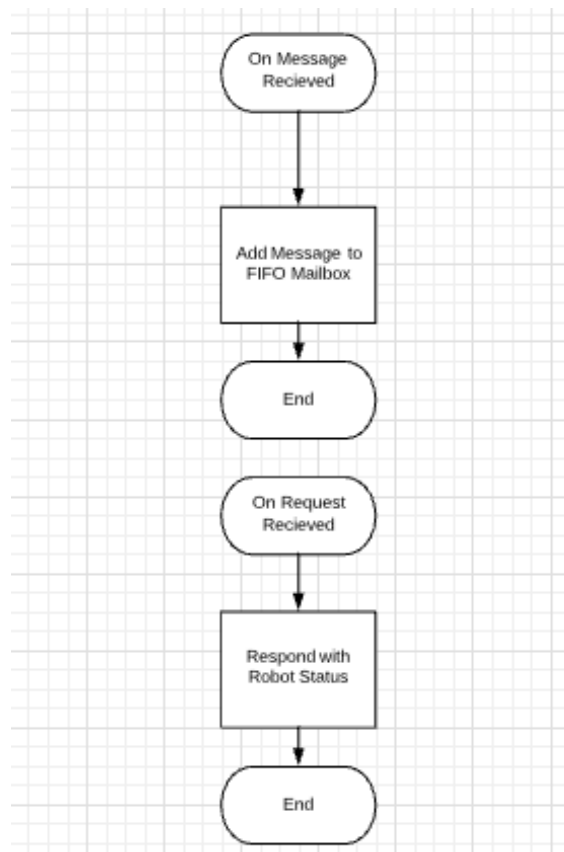 On Message
Recieved
Add Message to
FIFO Mailbox
End
On Request
Recieved
Respond with
Robot Status
End